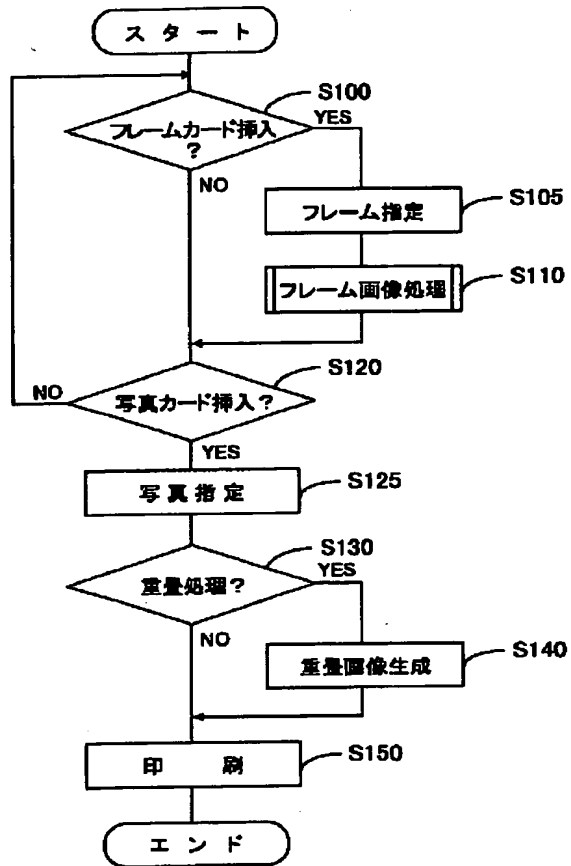 スタート
S100
フレームカード挿入
?
YES
NO
フレーム指定
S105
フレーム画像処理
S110
S120
NO
写真カード挿入?
YES
写真指定
S125
S130
重畳処理?
YES
NO
重畳画像生成
S140
印刷
S150
エンド